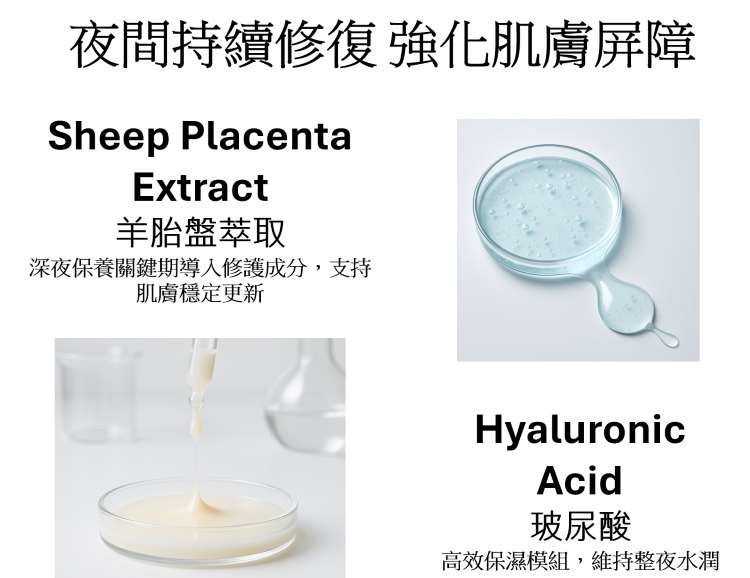 夜間持續修復 強化肌膚屏障
Sheep Placenta
Extract
羊胎盤萃取
深夜保養關鍵期導入修護成分，支持
肌膚穩定更新
Hyaluronic
Acid
玻尿酸
高效保濕模組，維持整夜水潤